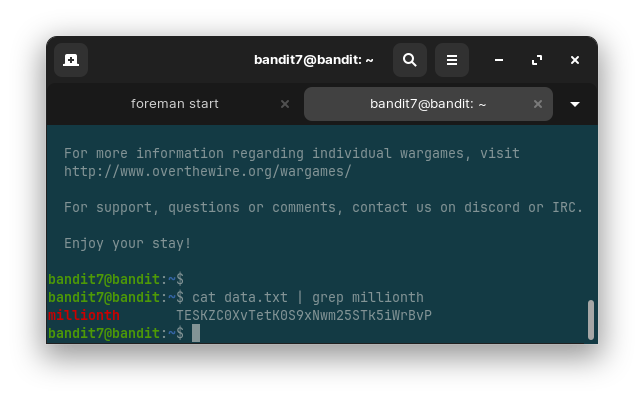 bandit7@bandit: ~
foreman start
bandit7@bandit: ~
For more information regarding individual wargames, visit
http://www.overthewire.org/wargames/
For support, questions or comments, contact us on discord or IRC.
Enjoy your stay!
bandit7@bandit:~$
bandit7@bandit:~$ cat data.txt | grep millionth
millionth       TESKZC0XvTetK0S9xNwm25STk5iWrBvP
bandit7@bandit:~$